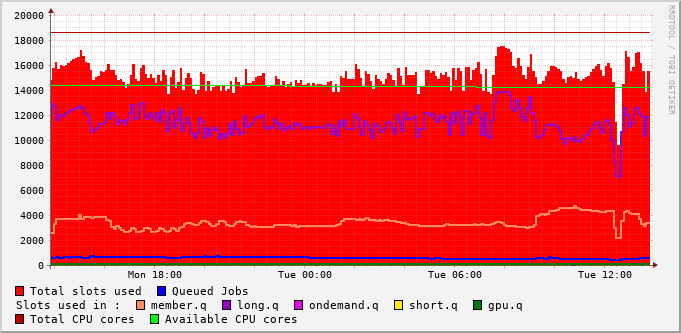 20000
18000
16000
14000
12000
10000
8000
6000
4000
2000
0
Mon 18:00 Tue 00:00 Tue 06:00 Tue 12:00
RRDTOOL / TOBI OETIKER
Total slots used Queued Jobs
Slots used in : member.q long.q ondemand.q short.q gpu.q
Total CPU cores Available CPU cores